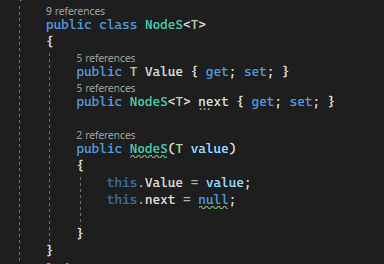 9 references
public class NodeS<T>
{
5 references
public T Value { get; set; }
5 references
public NodeS<T> next { get; set; }
2 references
public NodeS(T value)
{
this.Value = value;
this.next = null;
}
}